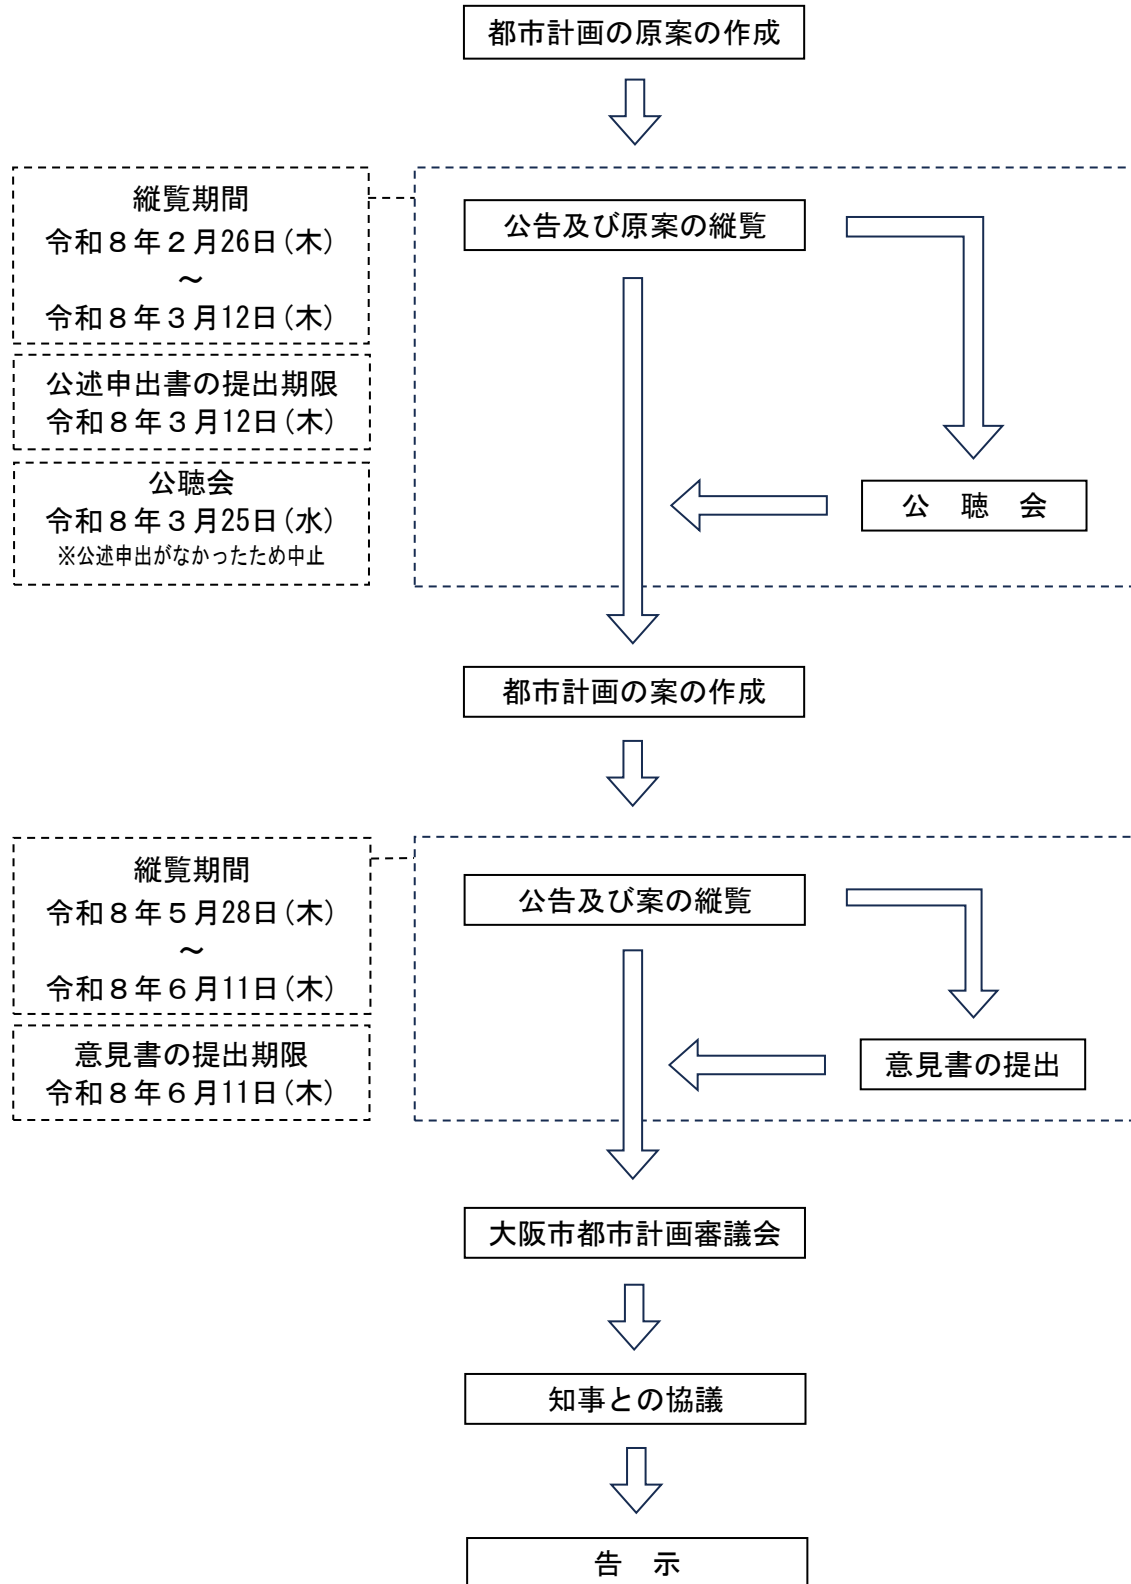 都市計画の原案の作成
縦覧期間
令和８年２月26日(木)
～
令和８年３月12日(木)
公述申出書の提出期限
令和８年３月12日(木)
公聴会
令和８年３月25日(水)
※公述申出がなかったため中止
公告及び原案の縦覧
公　聴　会
都市計画の案の作成
縦覧期間
令和８年５月28日(木)
～
令和８年６月11日(木)
意見書の提出期限
令和８年６月11日(木)
公告及び案の縦覧
意見書の提出
大阪市都市計画審議会
知事との協議
告　示